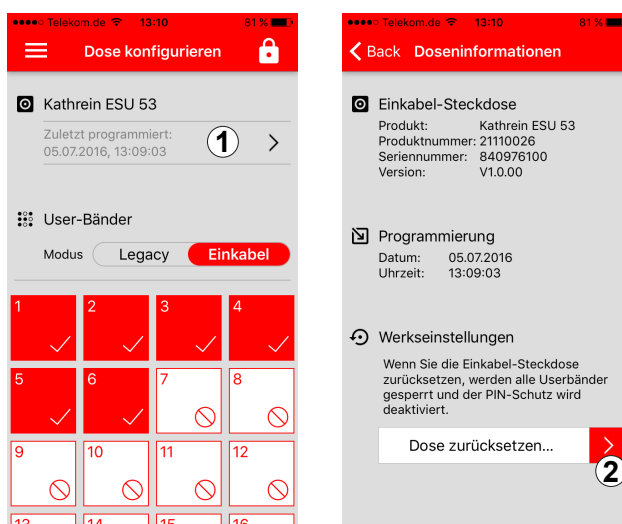 Telekom.de 13:10 81 %
Dose konfigurieren
Kathrein ESU 53
Zuletzt programmiert:
05.07.2016, 13:09:03
1
User-Bänder
Modus Legacy Einkabel
1 2 3 4
5 6 7 8
9 10 11 12
13 14 15 16
Telekom.de 13:10 81 %
Back Doseninformationen
Einkabel-Steckdose
Produkt: Kathrein ESU 53
Produktnummer: 21110026
Seriennummer: 840976100
Version: V1.0.00
Programmierung
Datum: 05.07.2016
Uhrzeit: 13:09:03
Werkseinstellungen
Wenn Sie die Einkabel-Steckdose
zurücksetzen, werden alle Userbänder
gesperrt und der PIN-Schutz wird
deaktiviert.
Dose zurücksetzen...
2